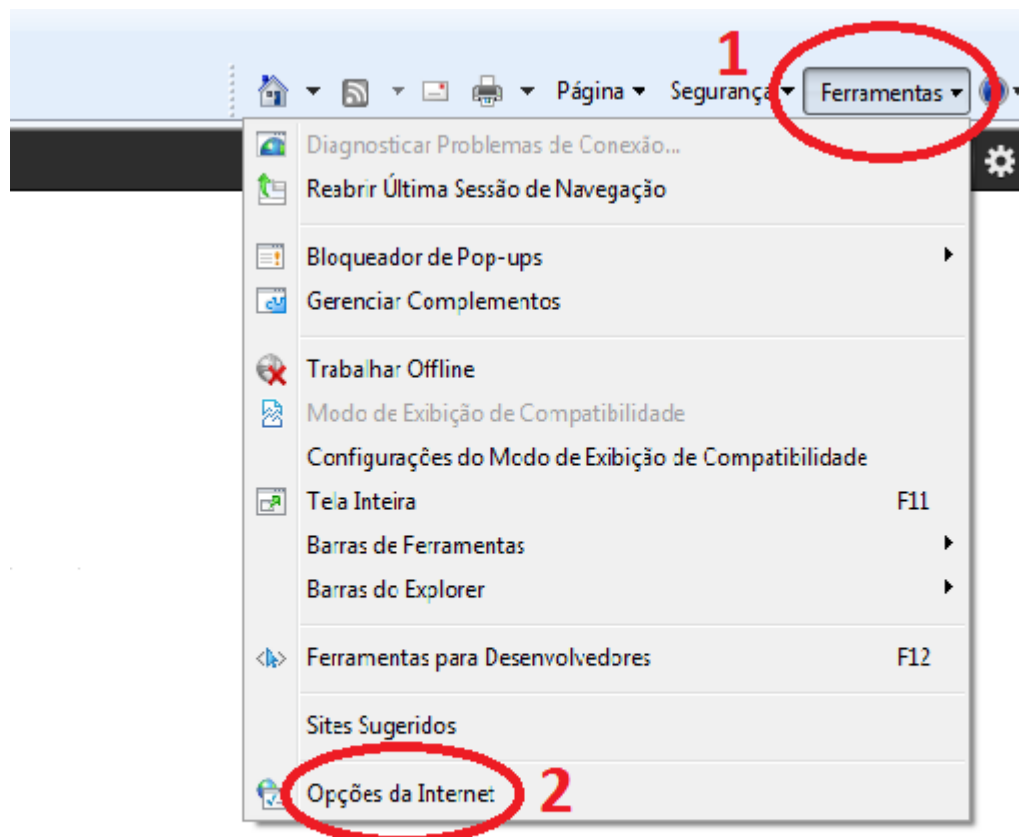 1
Página Segurança Ferramentas
Diagnosticar Problemas de Conexão...
Reabrir Última Sessão de Navegação
Bloqueador de Pop-ups
Gerenciar Complementos
Trabalhar Offline
Modo de Exibição de Compatibilidade
Configurações do Modo de Exibição de Compatibilidade
Tela Inteira F11
Barras de Ferramentas
Barras do Explorer
Ferramentas para Desenvolvedores F12
Sites Sugeridos
Opções da Internet 2